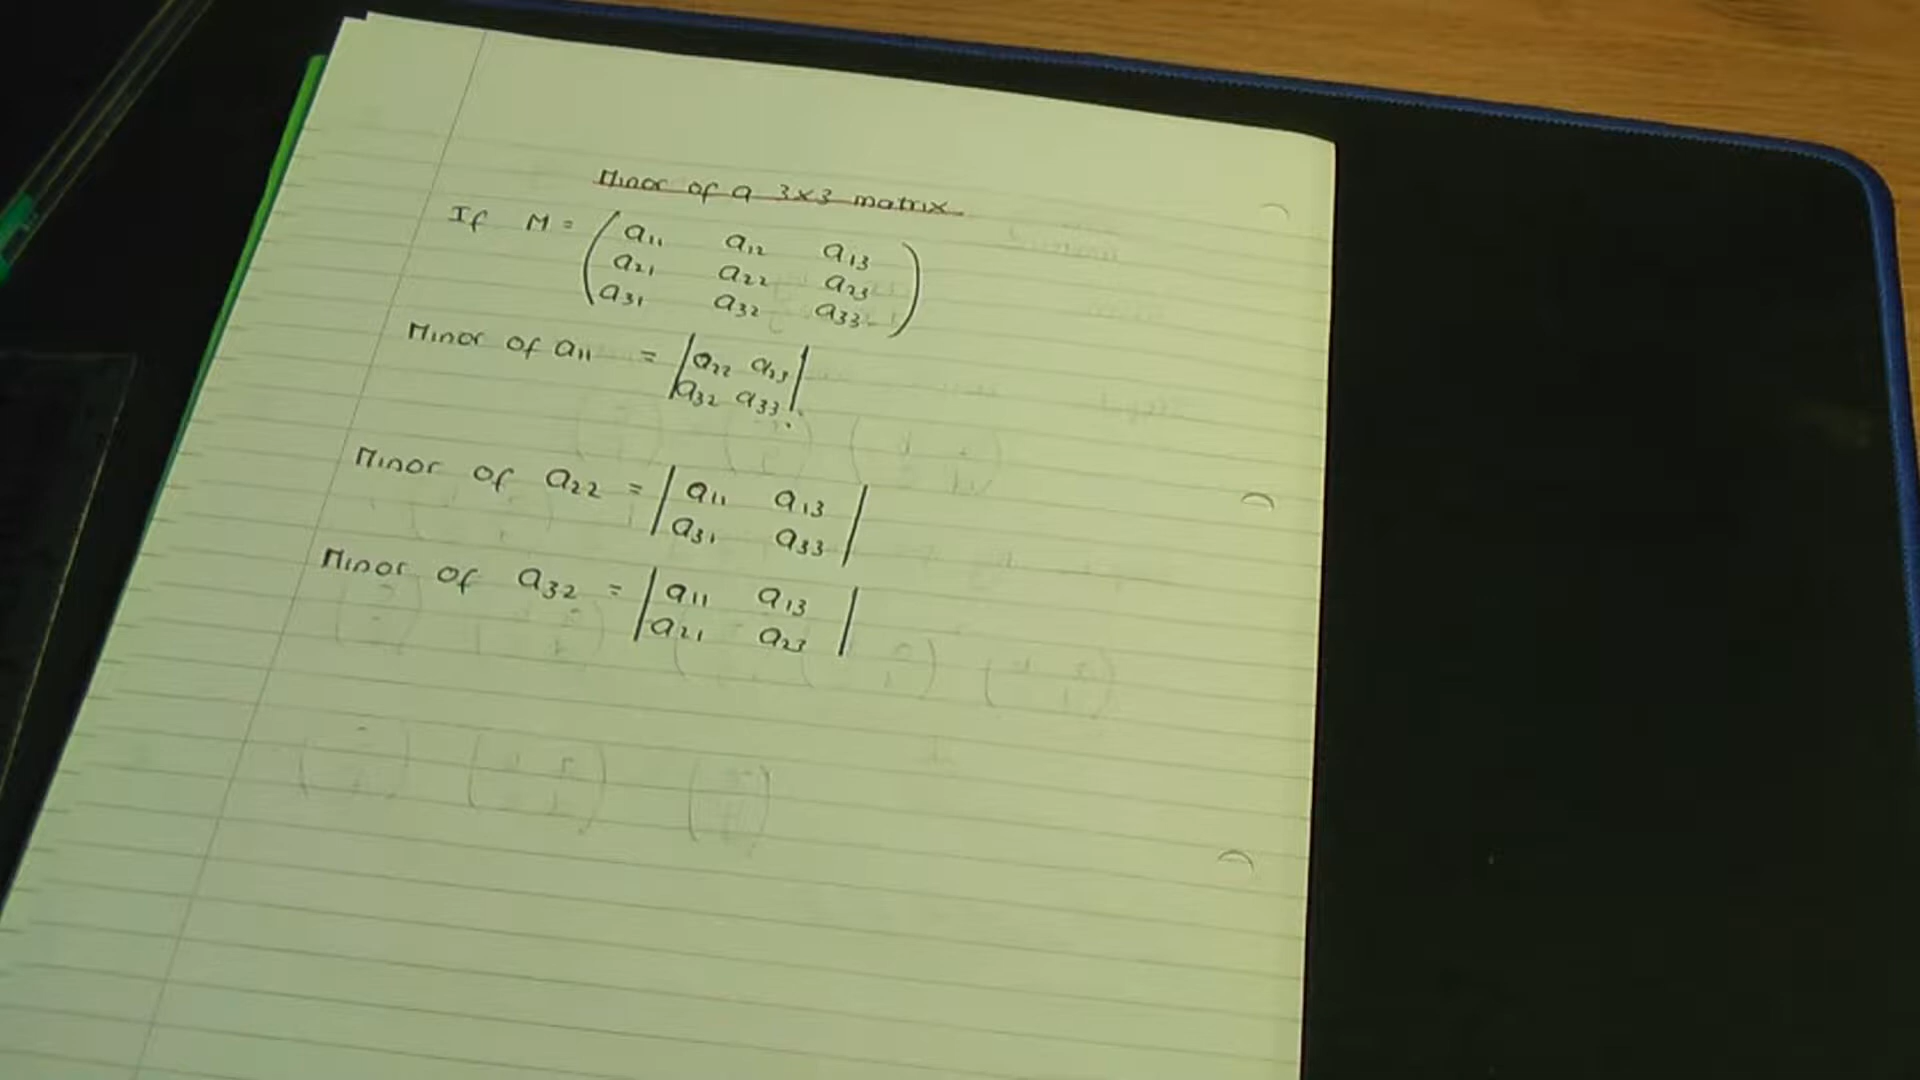 Minor of a 3x3 matrix
If M = ( a11 a12 a13
a21 a22 a23
a31 a32 a33 )
Minor of a11 = | a22 a23 |
| a32 a33 |.
Minor of a22 = | a11 a13 |
| a31 a33 |
Minor of a32 = | a11 a13 |
| a21 a23 |